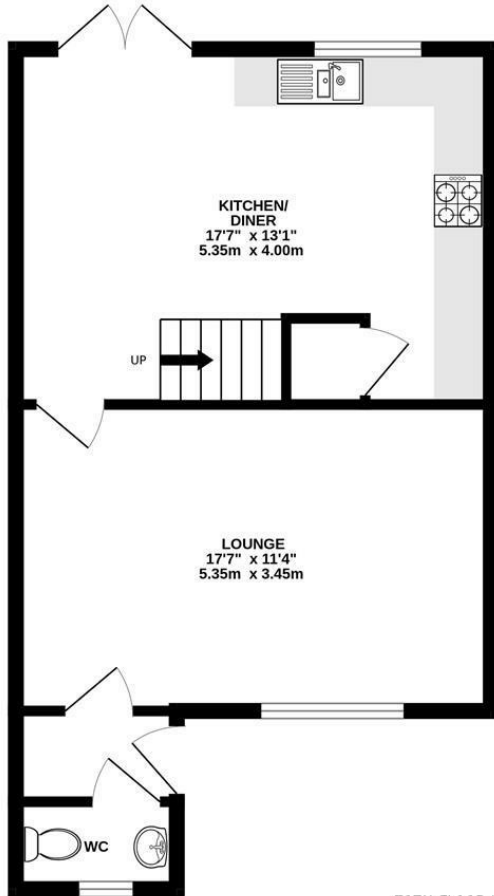 KITCHEN/
DINER
17'7" x 13'1"
5.35m x 4.00m
UP
LOUNGE
17'7" x 11'4"
5.35m x 3.45m
WC